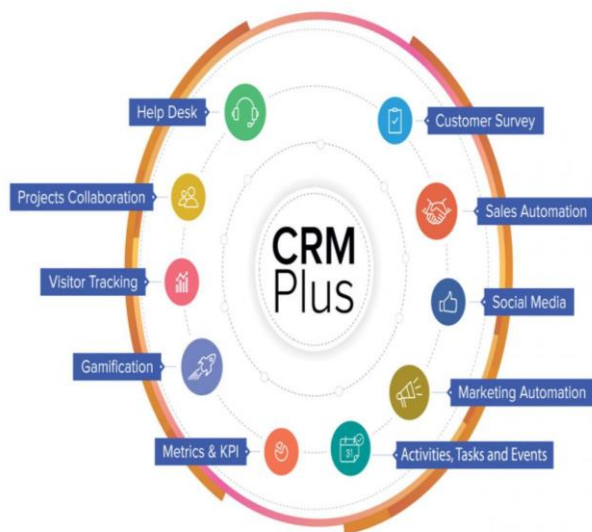 Help Desk
Customer Survey
Projects Collaboration
Sales Automation
CRM
Plus
Visitor Tracking
Social Media
Gamification
Marketing Automation
Metrics & KPI
31
Activities, Tasks and Events